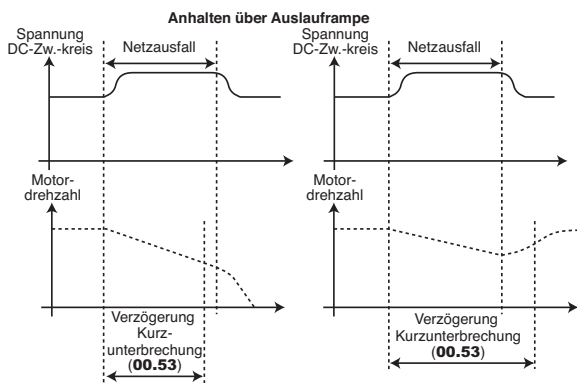 Anhalten über Auslauframpe
Spannung
DC-Zw.-kreis
Netzausfall
Spannung
DC-Zw.-kreis
Netzausfall
Motor-
drehzahl
Motor-
drehzahl
Verzögerung
Kurz-
unterbrechung
(00.53)
Verzögerung
Kurzunterbrechung
(00.53)